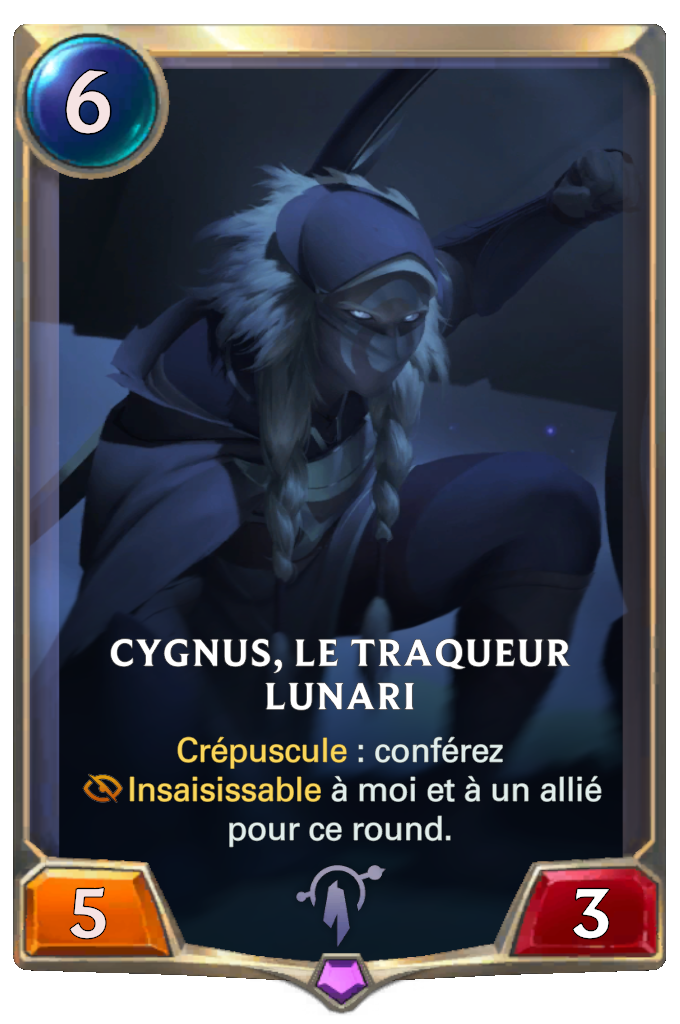 6
CYGNUS, LE TRAQUEUR
LUNARI
Crépuscule : conférez
Insaisissable à moi et à un allié
pour ce round.
5
3